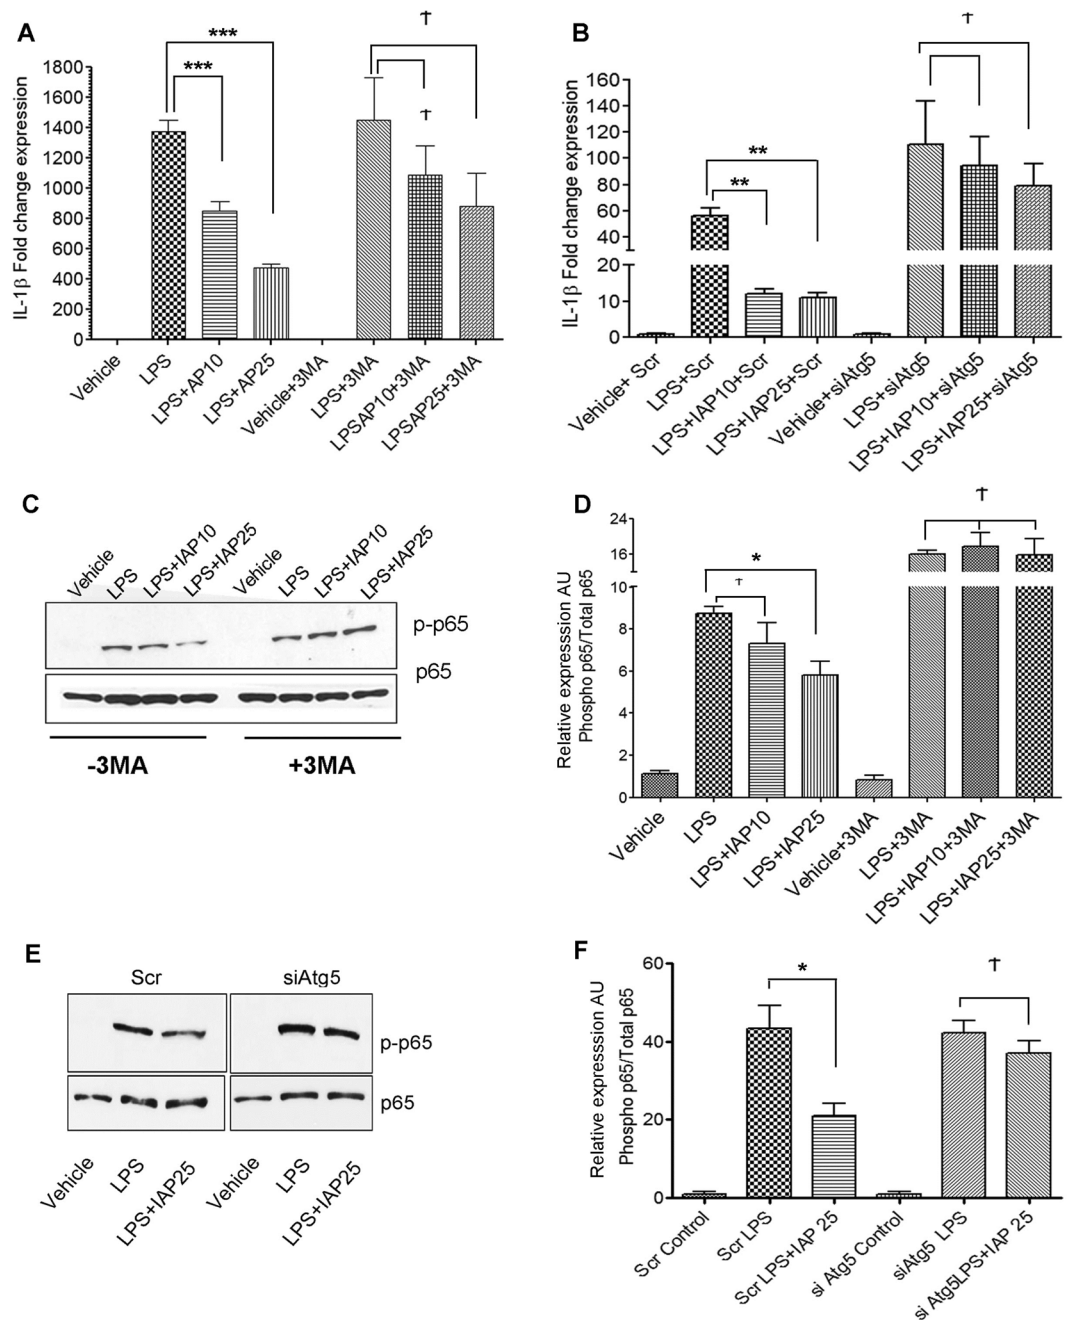 A
IL-1β Fold change expression
1800
1600
1400
1200
1000
800
600
400
200
0
***
***
†
†
Vehicle
LPS
LPS+AP10
LPS+AP25
Vehicle+3MA
LPS+3MA
LPSAP10+3MA
LPSAP25+3MA
B
IL-1β Fold change expression
160
140
120
100
80
60
40
20
10
0
**
**
†
Vehicle+ Scr
LPS+Scr
LPS+IAP10+Scr
LPS+IAP25+Scr
Vehicle+siAtg5
LPS+siAtg5
LPS+IAP10+siAtg5
LPS+IAP25+siAtg5
C
Vehicle
LPS
LPS+IAP10
LPS+IAP25
Vehicle
LPS
LPS+IAP10
LPS+IAP25
p-p65
p65
-3MA
+3MA
D
Relative expresssion AU
Phospho p65/Total p65
24
16
10
8
6
4
2
0
*
†
†
Vehicle
LPS
LPS+IAP10
LPS+IAP25
Vehicle+3MA
LPS+3MA
LPS+IAP10+3MA
LPS+IAP25+3MA
E
Scr
siAtg5
p-p65
p65
Vehicle
LPS
LPS+IAP25
Vehicle
LPS
LPS+IAP25
F
Relative expresssion AU
Phospho p65/Total p65
60
40
20
0
*
†
Scr Control
Scr LPS
Scr LPS+IAP 25
si Atg5 Control
siAtg5 LPS
si Atg5LPS+IAP 25